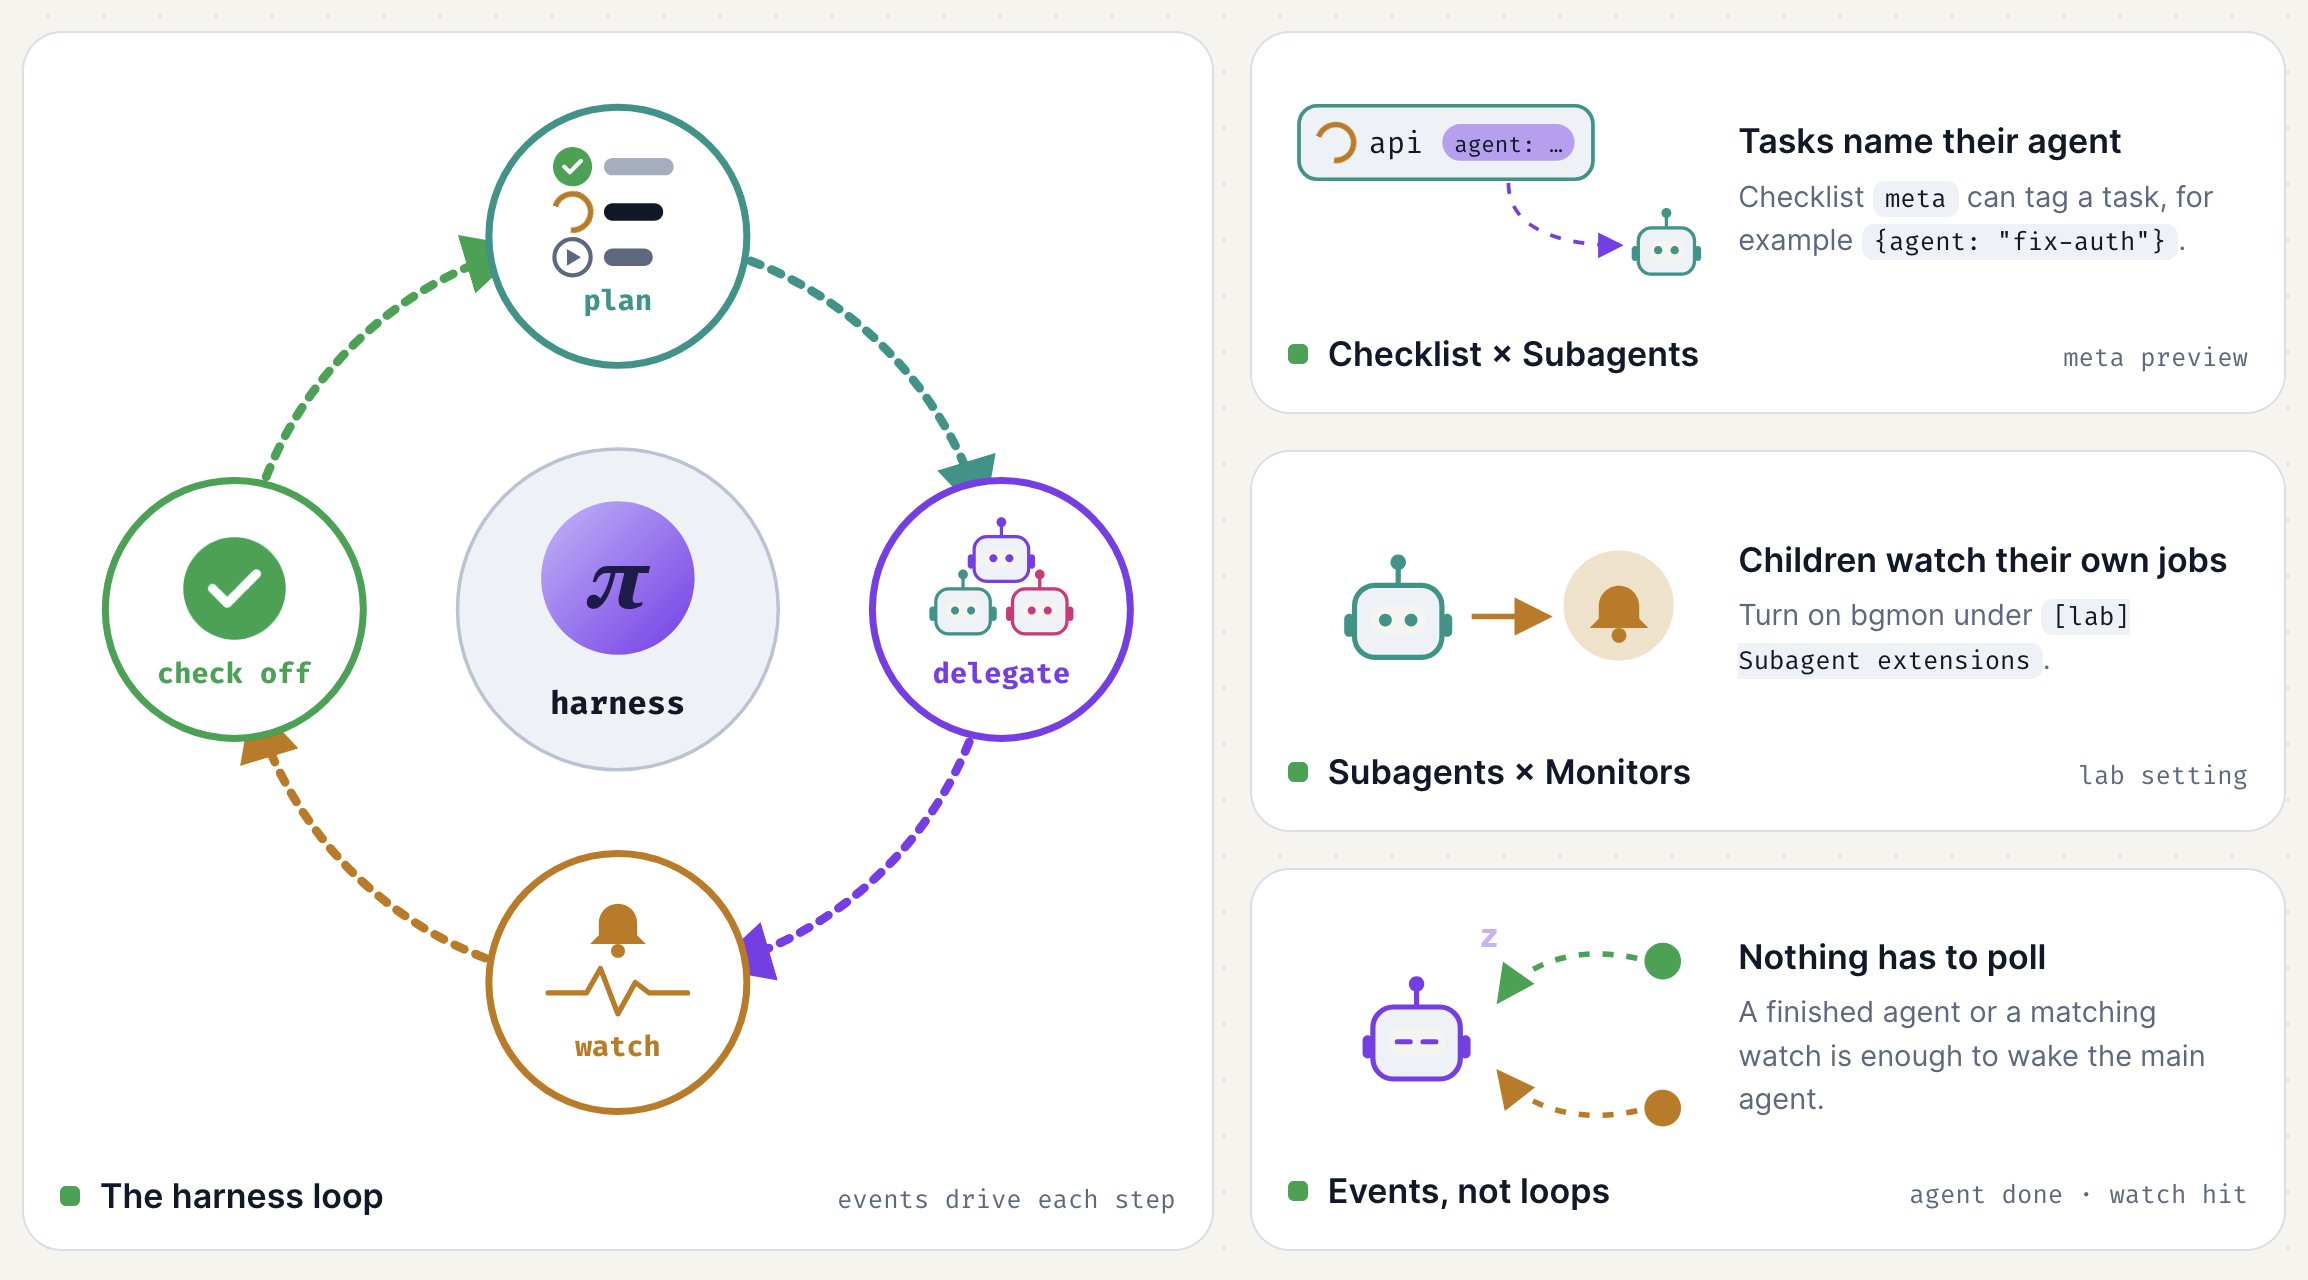 plan
check off
π
harness
delegate
watch
The harness loop
events drive each step
api
agent: …
Tasks name their agent
Checklist meta can tag a task, for
example {agent: "fix-auth"}.
Checklist × Subagents
meta preview
Children watch their own jobs
Turn on bgmon under [lab]
Subagent extensions.
Subagents × Monitors
lab setting
z
Nothing has to poll
A finished agent or a matching
watch is enough to wake the main
agent.
Events, not loops
agent done · watch hit